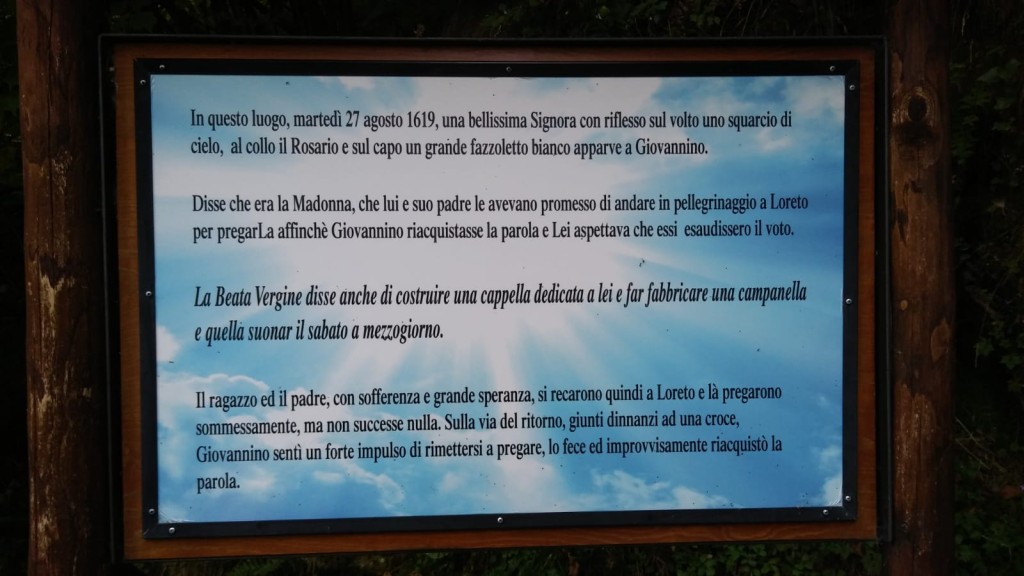 In questo luogo, martedì 27 agosto 1619, una bellissima Signora con riflesso sul volto uno squarcio di
cielo, al collo il Rosario e sul capo un grande fazzoletto bianco apparve a Giovannino.
Disse che era la Madonna, che lui e suo padre le avevano promesso di andare in pellegrinaggio a Loreto
per pregarLa affinchè Giovannino riacquistasse la parola e Lei aspettava che essi esaudissero il voto.
La Beata Vergine disse anche di costruire una cappella dedicata a lei e far fabbricare una campanella
e quella suonar il sabato a mezzogiorno.
Il ragazzo ed il padre, con sofferenza e grande speranza, si recarono quindi a Loreto e là pregarono
sommessamente, ma non successe nulla. Sulla via del ritorno, giunti dinnanzi ad una croce,
Giovannino sentì un forte impulso di rimettersi a pregare, lo fece ed improvvisamente riacquistò la
parola.